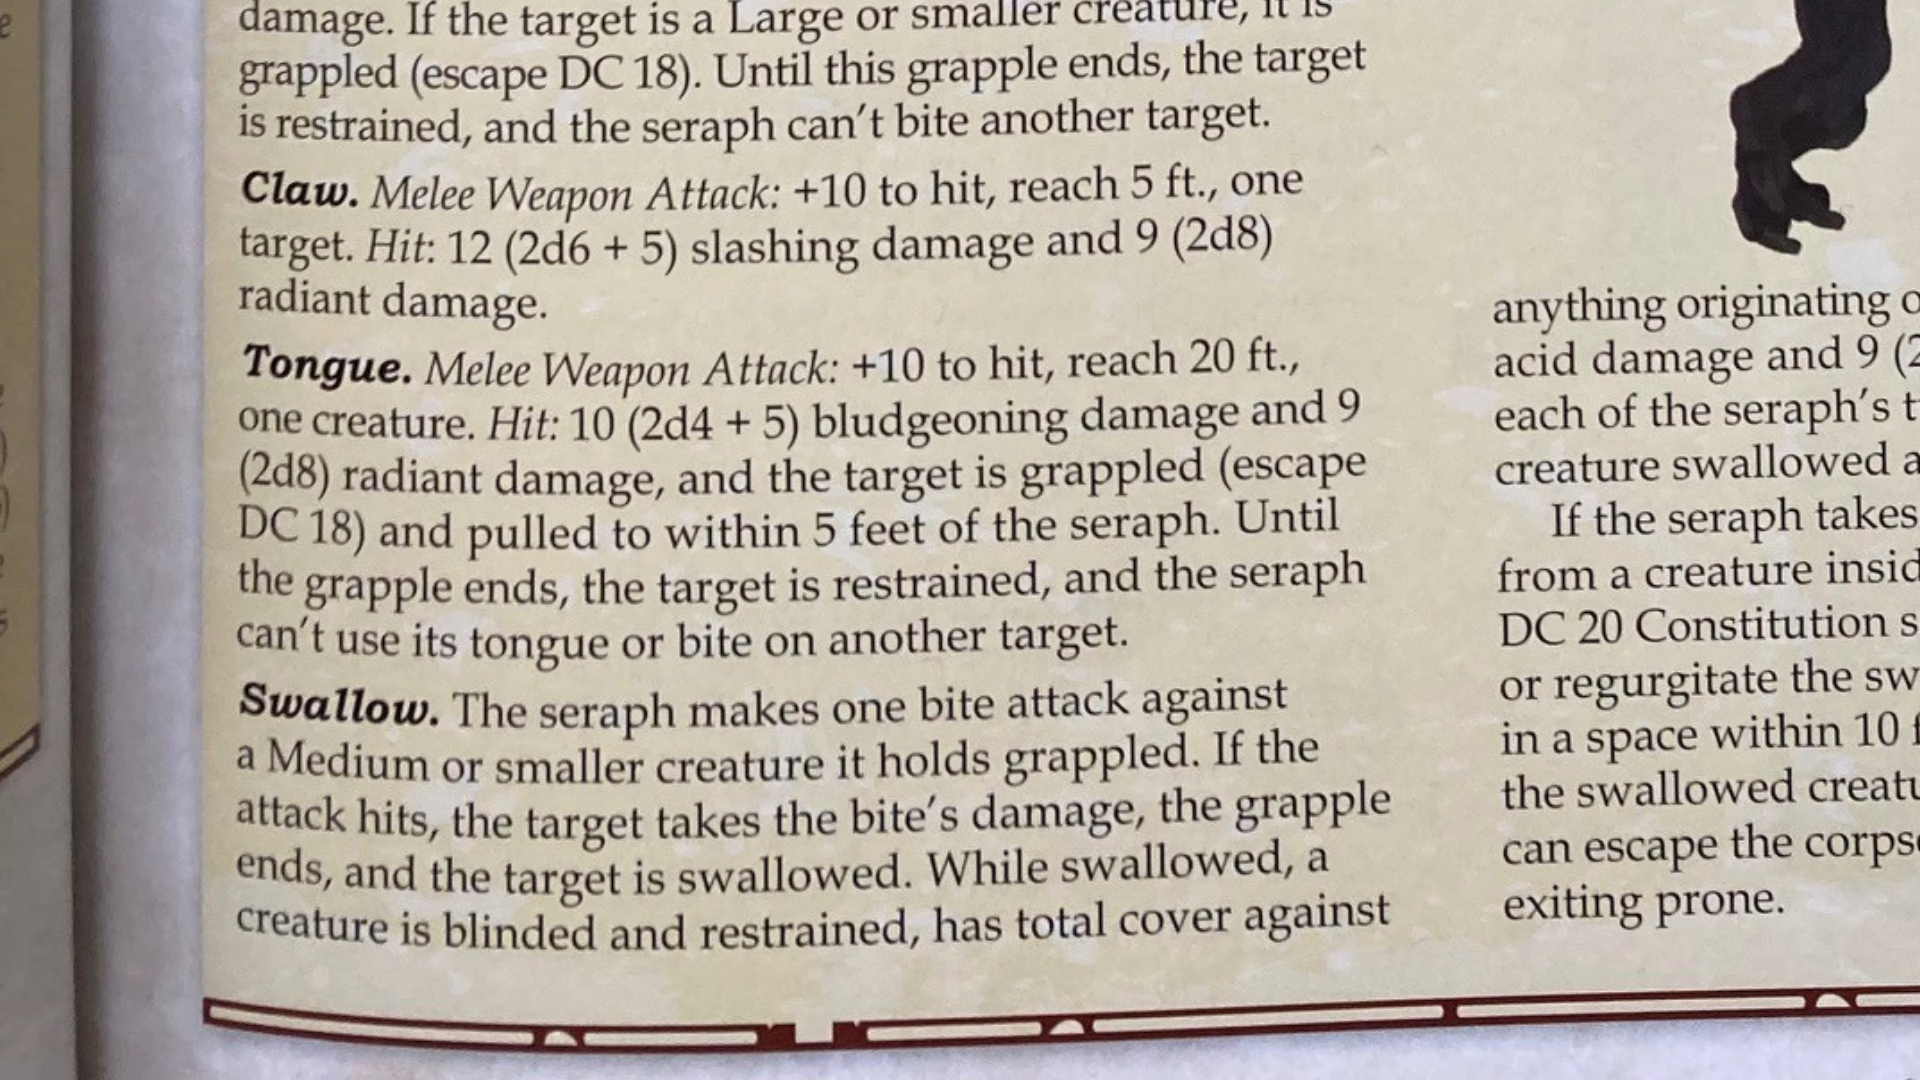 damage. If the target is a Large or smaller creature, it is
grappled (escape DC 18). Until this grapple ends, the target
is restrained, and the seraph can't bite another target.
Claw. Melee Weapon Attack: +10 to hit, reach 5 ft., one
target. Hit: 12 (2d6 + 5) slashing damage and 9 (2d8)
radiant damage.
Tongue. Melee Weapon Attack: +10 to hit, reach 20 ft.,
one creature. Hit: 10 (2d4 + 5) bludgeoning damage and 9
(2d8) radiant damage, and the target is grappled (escape
DC 18) and pulled to within 5 feet of the seraph. Until
the grapple ends, the target is restrained, and the seraph
can't use its tongue or bite on another target.
Swallow. The seraph makes one bite attack against
a Medium or smaller creature it holds grappled. If the
attack hits, the target takes the bite's damage, the grapple
ends, and the target is swallowed. While swallowed, a
creature is blinded and restrained, has total cover against
anything originating
acid damage and 9 (2
each of the seraph's
creature swallowed
If the seraph takes
from a creature
DC 20 Constitution
or regurgitate the
in a space within 10
the swallowed
can escape the
exiting prone.